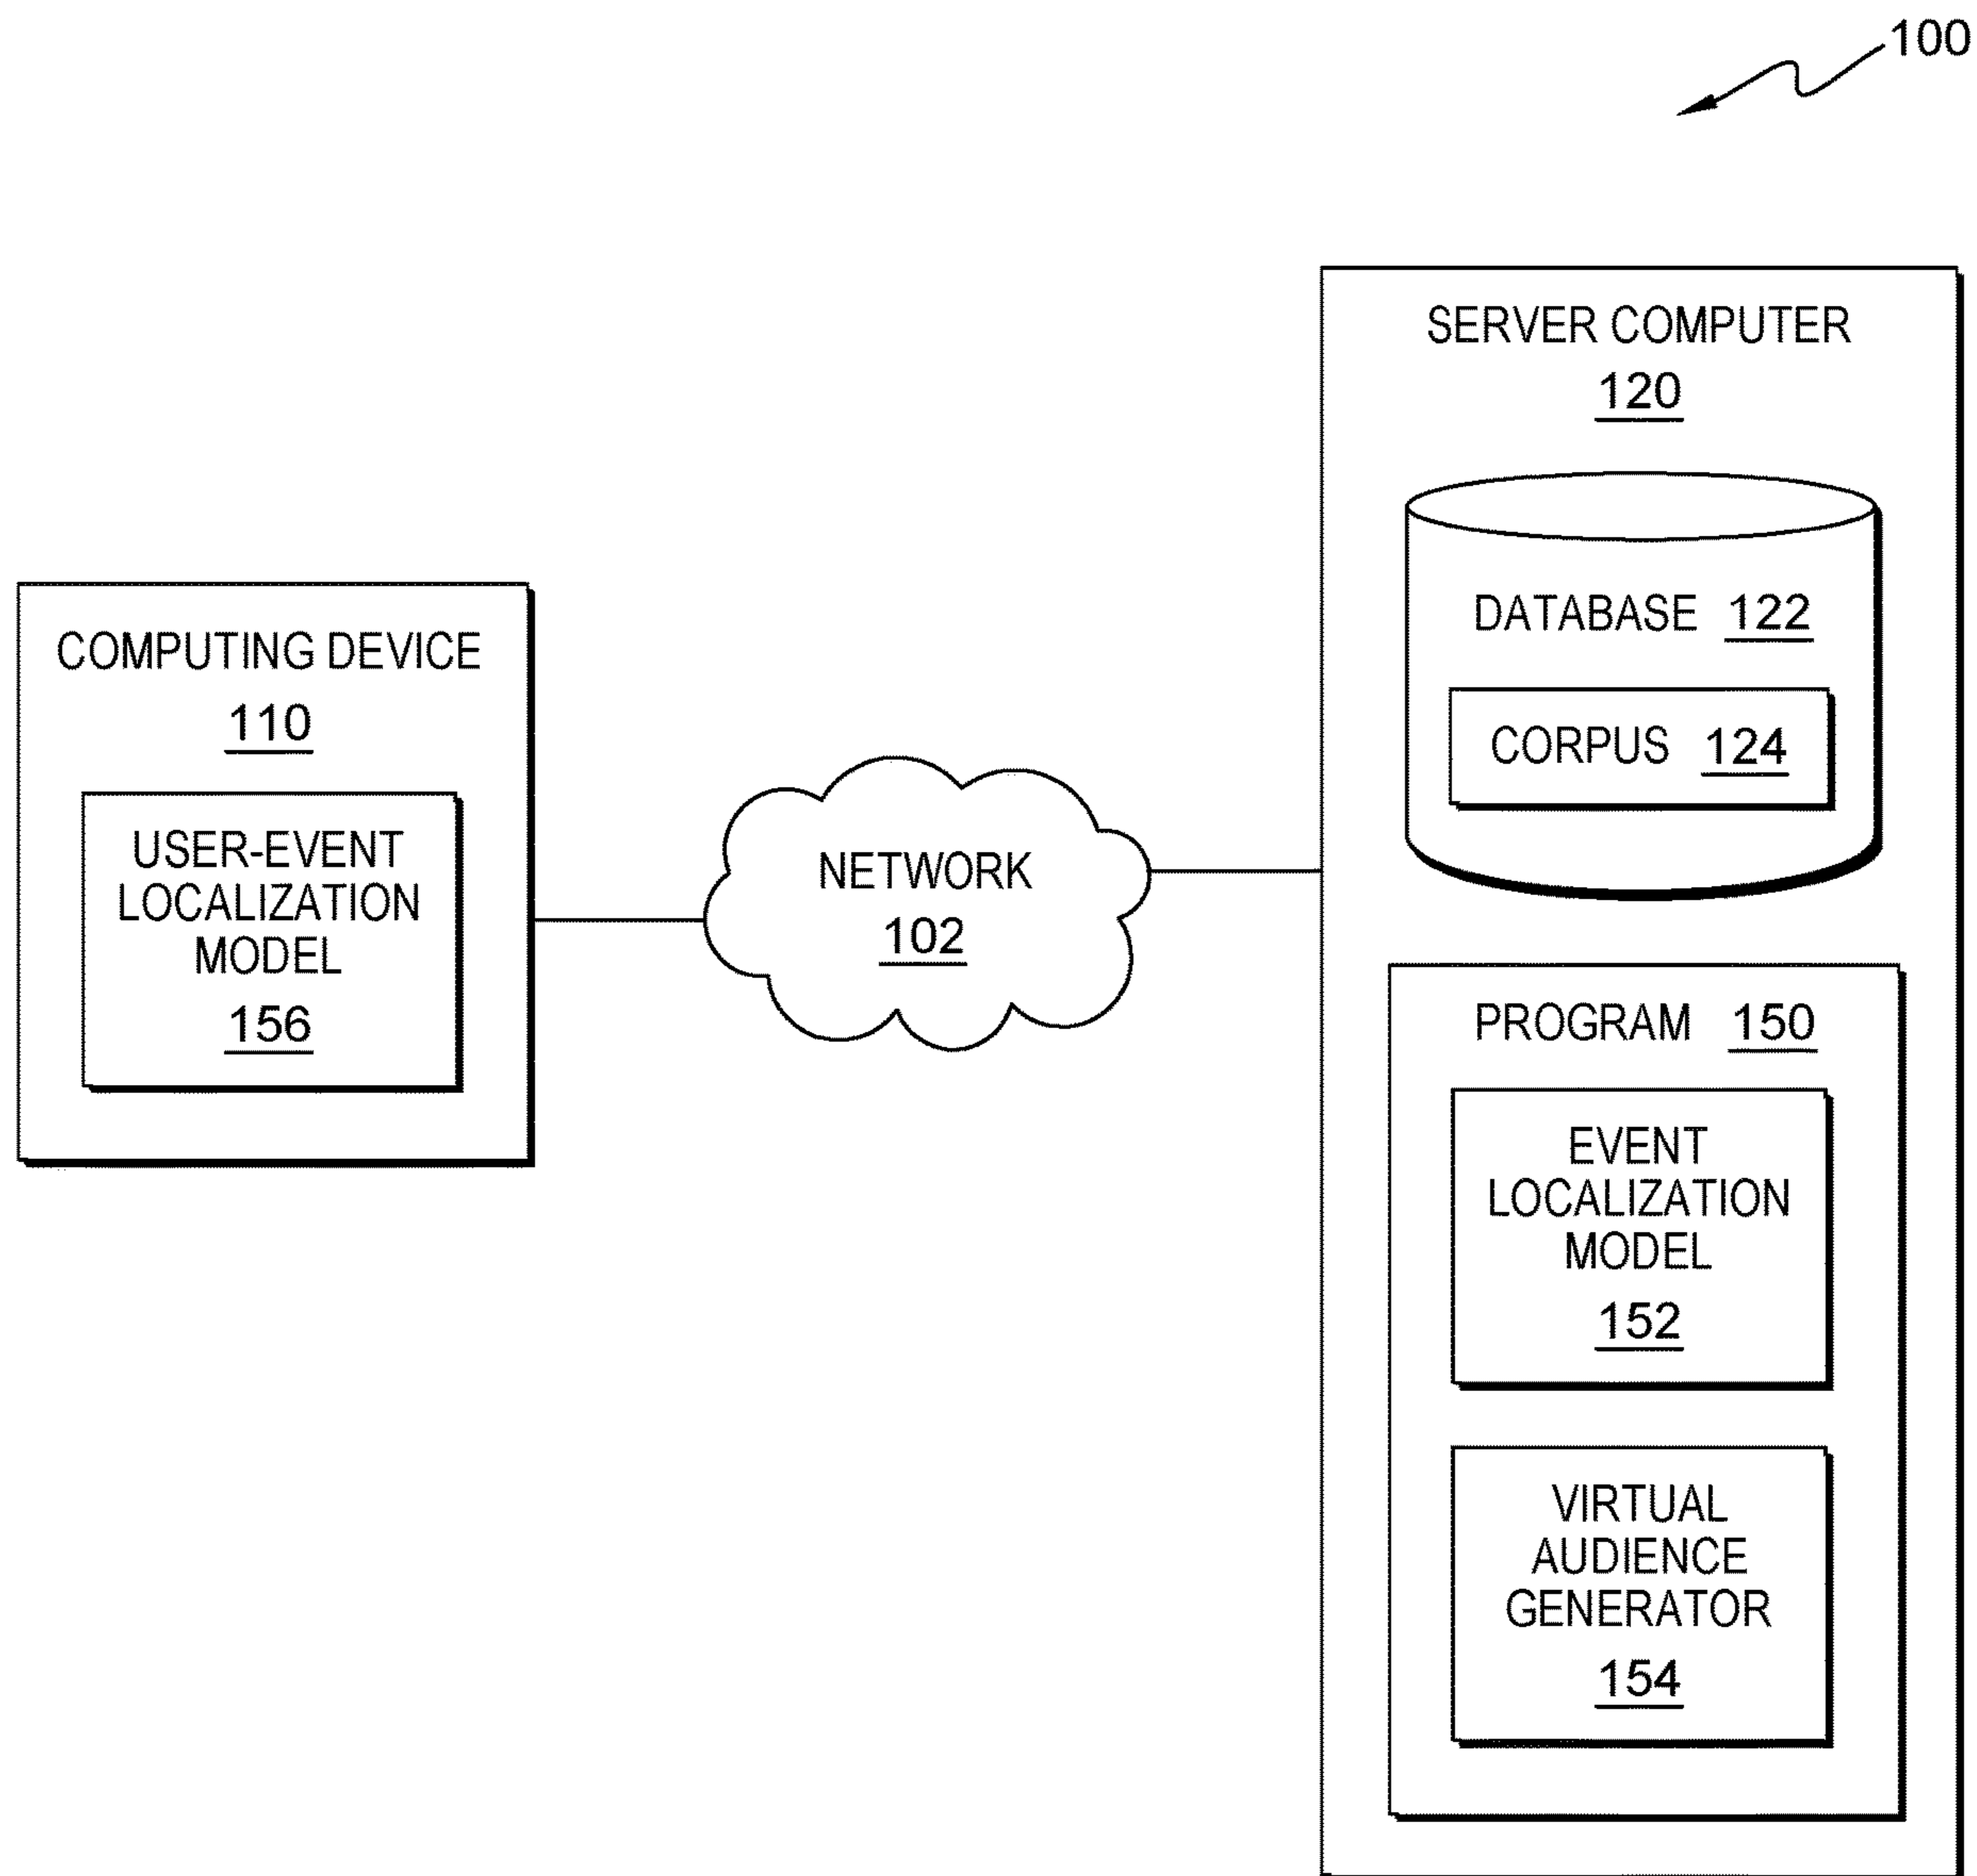 100
SERVER COMPUTER
120
DATABASE 122
CORPUS 124
COMPUTING DEVICE
110
USER-EVENT
LOCALIZATION
MODEL
156
NETWORK
102
PROGRAM 150
EVENT
LOCALIZATION
MODEL
152
VIRTUAL
AUDIENCE
GENERATOR
154